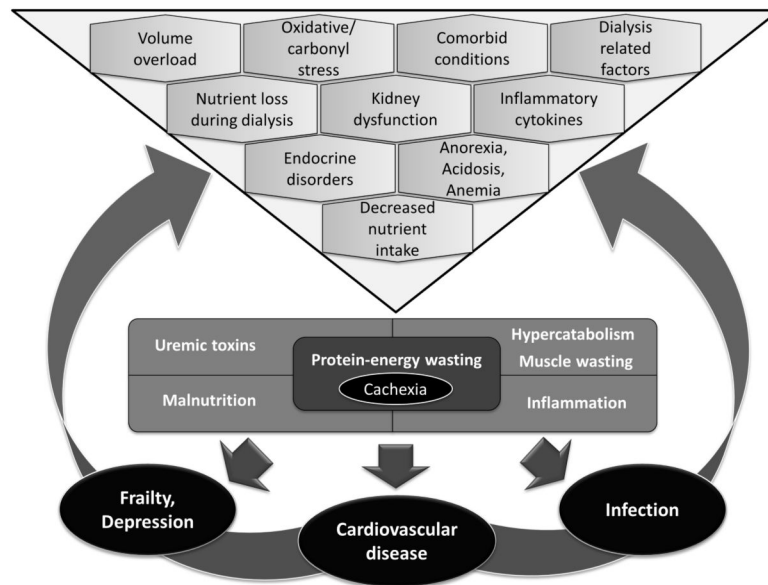 Volume
overload
Oxidative/
carbonyl
stress
Comorbid
conditions
Dialysis
related
factors
Nutrient loss
during dialysis
Kidney
dysfunction
Inflammatory
cytokines
Endocrine
disorders
Anorexia,
Acidosis,
Anemia
Decreased
nutrient
intake
Uremic toxins
Hypercatabolism
Muscle wasting
Protein-energy wasting
Cachexia
Malnutrition
Inflammation
Frailty,
Depression
Cardiovascular
disease
Infection